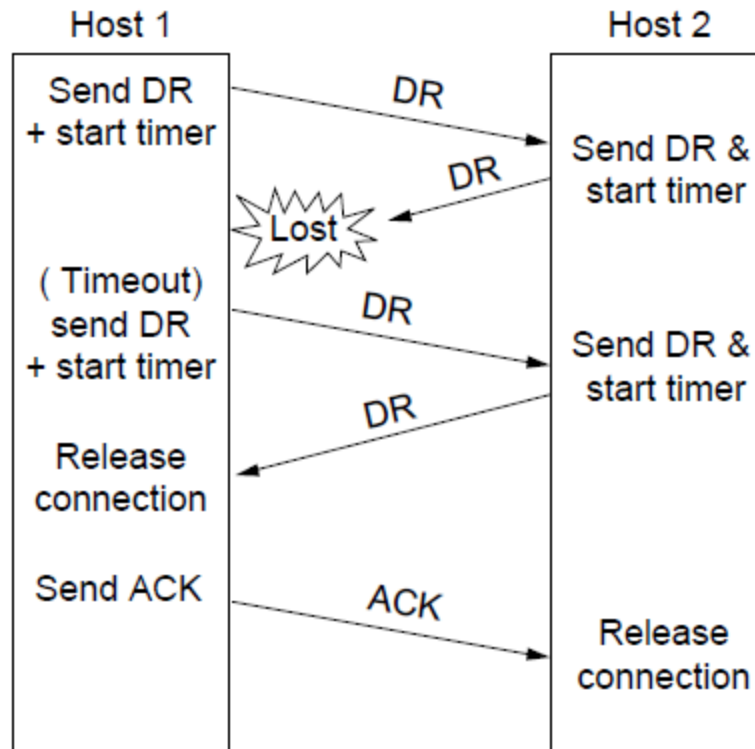 Host 1
Host 2
Send DR
+ start timer
DR
Send DR &
start timer
DR
Lost
( Timeout)
send DR
+ start timer
DR
Send DR &
start timer
DR
Release
connection
Send ACK
ACK
Release
connection